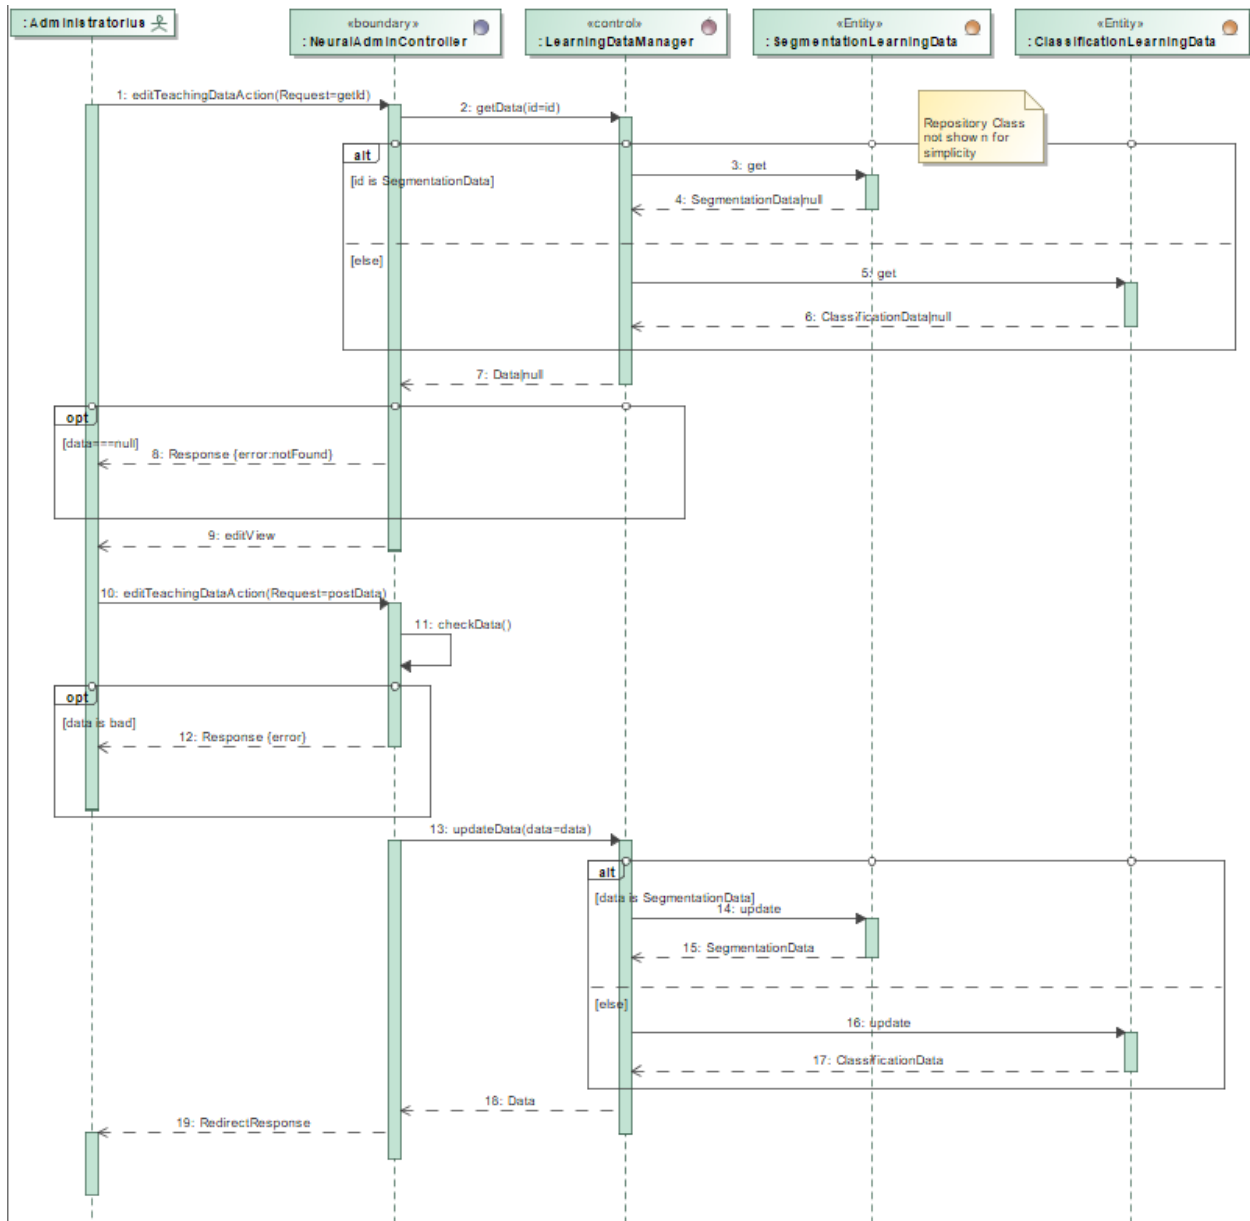 : Administratorius
«boundary»
: NeuralAdminController
«control»
: LearningDataManager
«Entity»
: SegmentationLearningData
«Entity»
: ClassificationLearningData
1: editTeachingDataAction(Request=getId)
2: getData(id=id)
Repository Class
not shown for
simplicity
alt
[id is SegmentationData]
3: get
4: SegmentationData|null
[else]
5: get
6: ClassificationData|null
7: Data|null
opt
[data===null]
8: Response {error:notFound}
9: editView
10: editTeachingDataAction(Request=postData)
11: checkData()
opt
[data is bad]
12: Response {error}
13: updateData(data=data)
alt
[data is SegmentationData]
14: update
15: SegmentationData
[else]
16: update
17: ClassificationData
18: Data
19: RedirectResponse